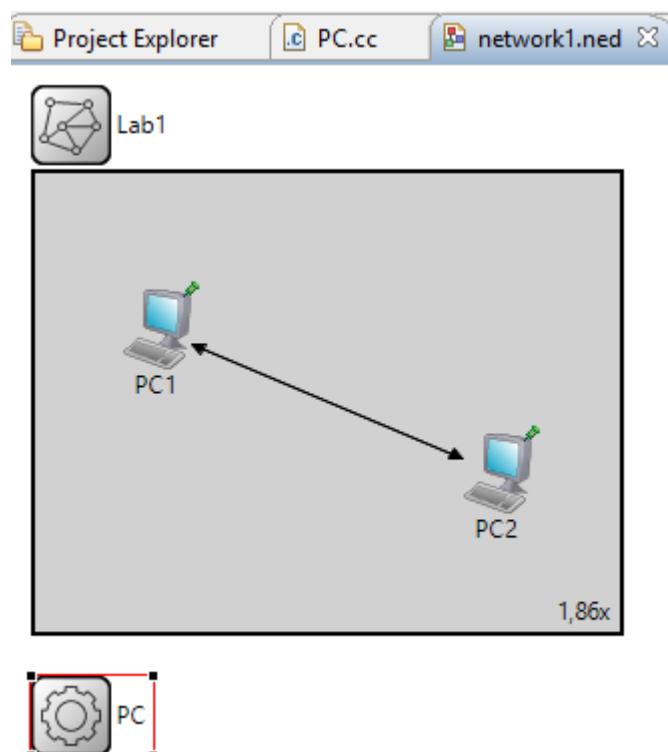 Project Explorer .c PC.cc network1.ned
Lab1
PC1
PC2
1,86x
PC